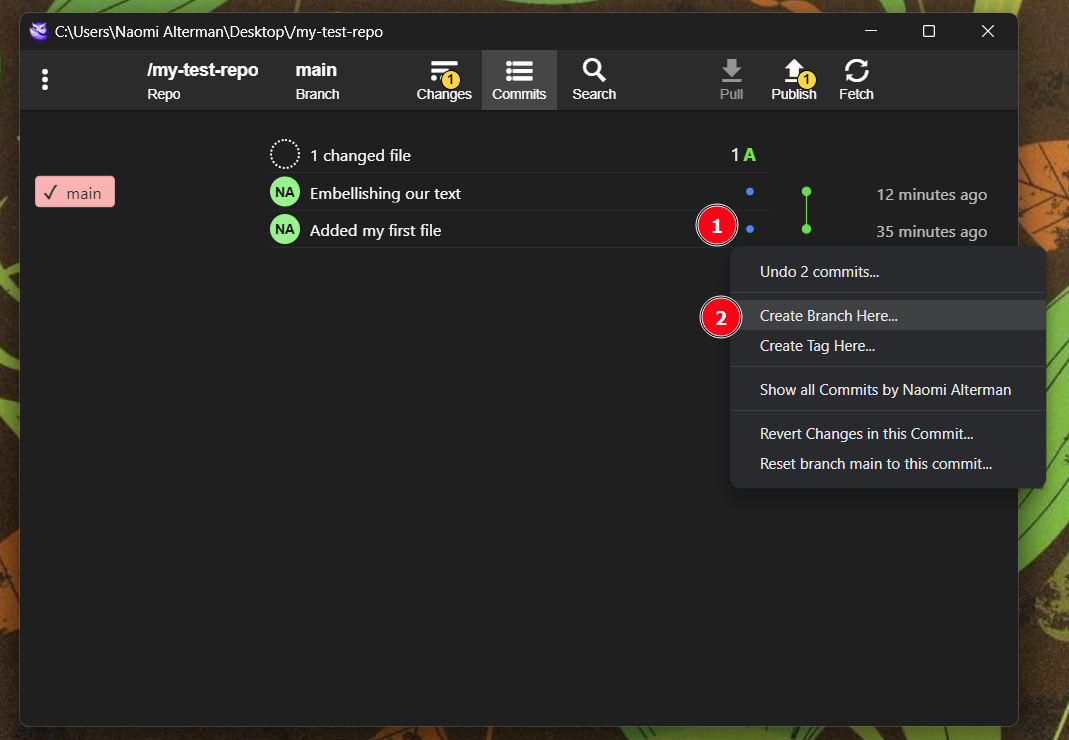 C:\Users\Naomi Alterman\Desktop\/my-test-repo
/my-test-repo
Repo
main
Branch
1
Changes
Commits
Search
Pull
1
Publish
Fetch
1 changed file
1 A
✓ main
NA
Embellishing our text
12 minutes ago
NA
Added my first file
1
35 minutes ago
Undo 2 commits...
2
Create Branch Here...
Create Tag Here...
Show all Commits by Naomi Alterman
Revert Changes in this Commit...
Reset branch main to this commit...